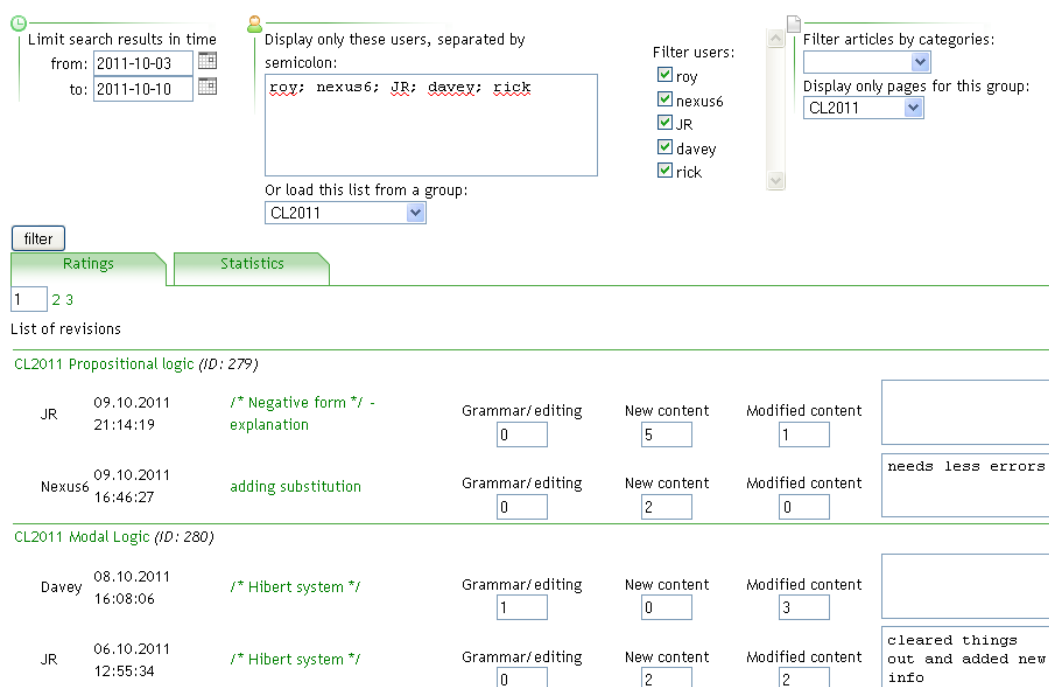 Limit search results in time
from: 2011-10-03
to: 2011-10-10
Display only these users, separated by
semicolon:
roy; nexus6; JR; davey; rick
Or load this list from a group:
CL2011
Filter users:
roy
nexus6
JR
davey
rick
Filter articles by categories:
Display only pages for this group:
CL2011
filter
Ratings Statistics
1 2 3
List of revisions
CL2011 Propositional logic (ID: 279)
JR
09.10.2011
21:14:19
/* Negative form */ -
explanation
Grammar/editing New content Modified content
0 5 1
Nexus6
09.10.2011
16:46:27
adding substitution
Grammar/editing New content Modified content
0 2 0
needs less errors
CL2011 Modal Logic (ID: 280)
Davey
08.10.2011
16:08:06
/* Hibert system */
Grammar/editing New content Modified content
1 0 3
JR
06.10.2011
12:55:34
/* Hibert system */
Grammar/editing New content Modified content
0 2 2
cleared things
out and added new
info